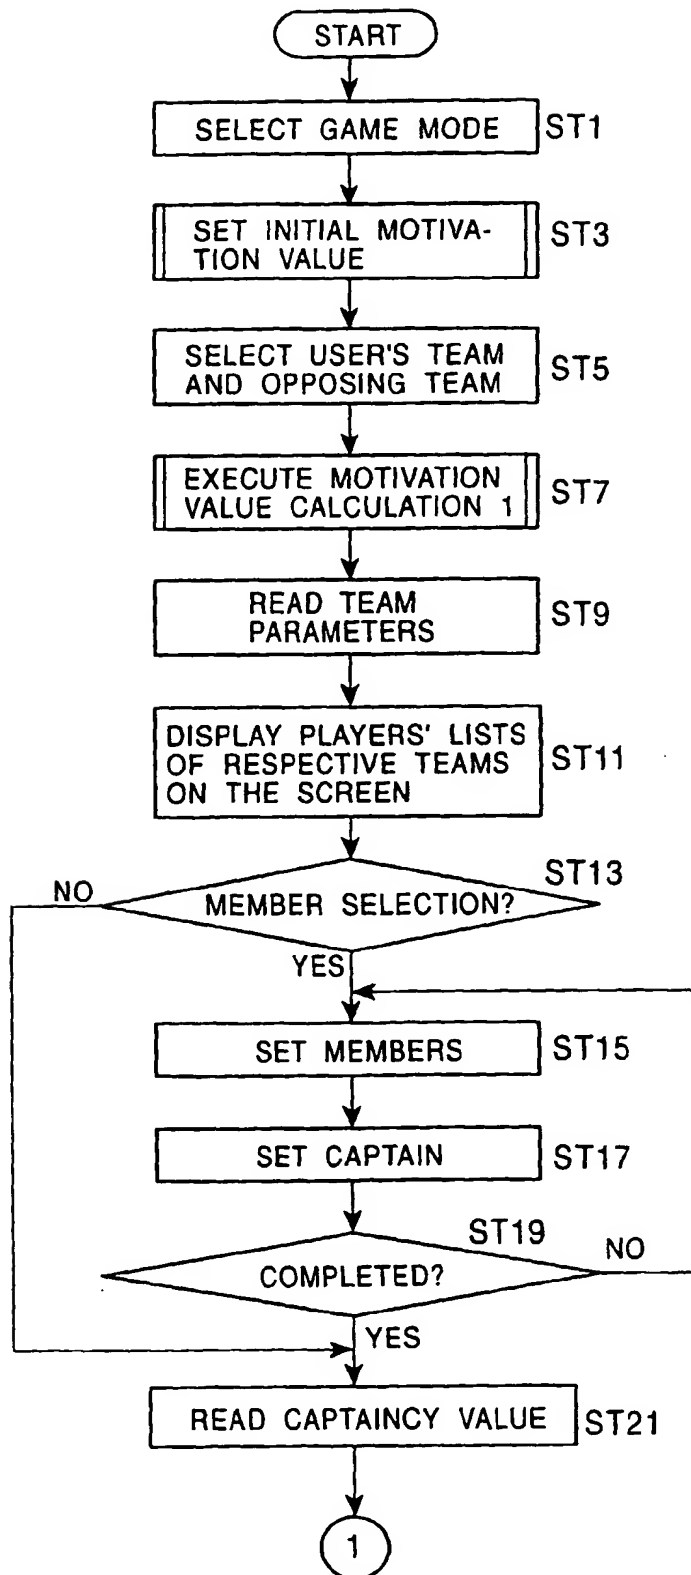 START
SELECT GAME MODE
ST1
SET INITIAL MOTIVA-
TION VALUE
ST3
SELECT USER'S TEAM
AND OPPOSING TEAM
ST5
EXECUTE MOTIVATION
VALUE CALCULATION 1
ST7
READ TEAM
PARAMETERS
ST9
DISPLAY PLAYERS' LISTS
OF RESPECTIVE TEAMS
ON THE SCREEN
ST11
ST13
NO
MEMBER SELECTION?
YES
SET MEMBERS
ST15
SET CAPTAIN
ST17
ST19
NO
COMPLETED?
YES
READ CAPTAINCY VALUE
ST21
1